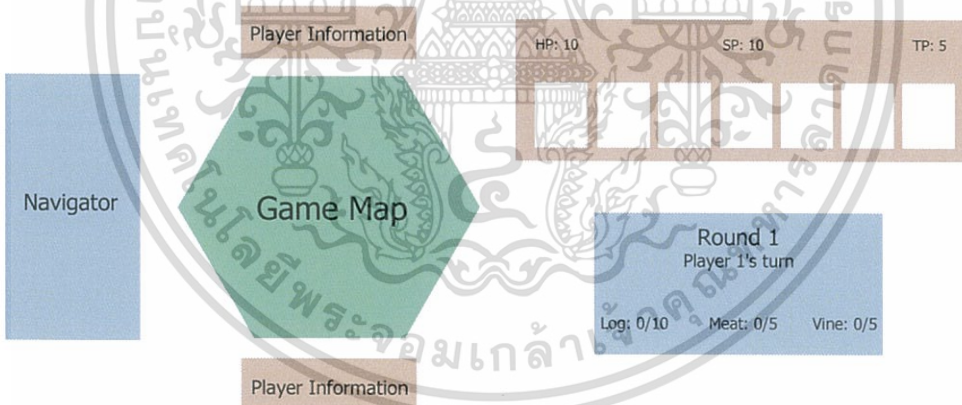 Player Information
HP: 10 SP: 10 TP: 5
Navigator
Game Map
Round 1
Player 1's turn
Log: 0/10 Meat: 0/5 Vine: 0/5
Player Information